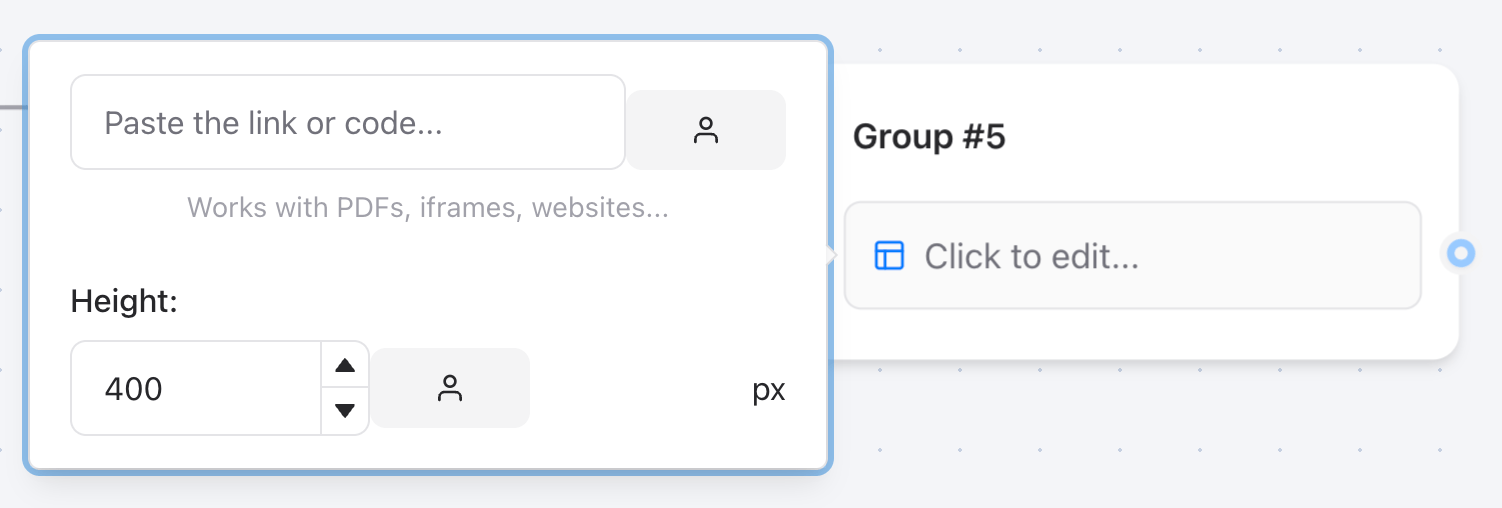 Paste the link or code...
Works with PDFs, iframes, websites...
Height:
400
px
Group #5
Click to edit...